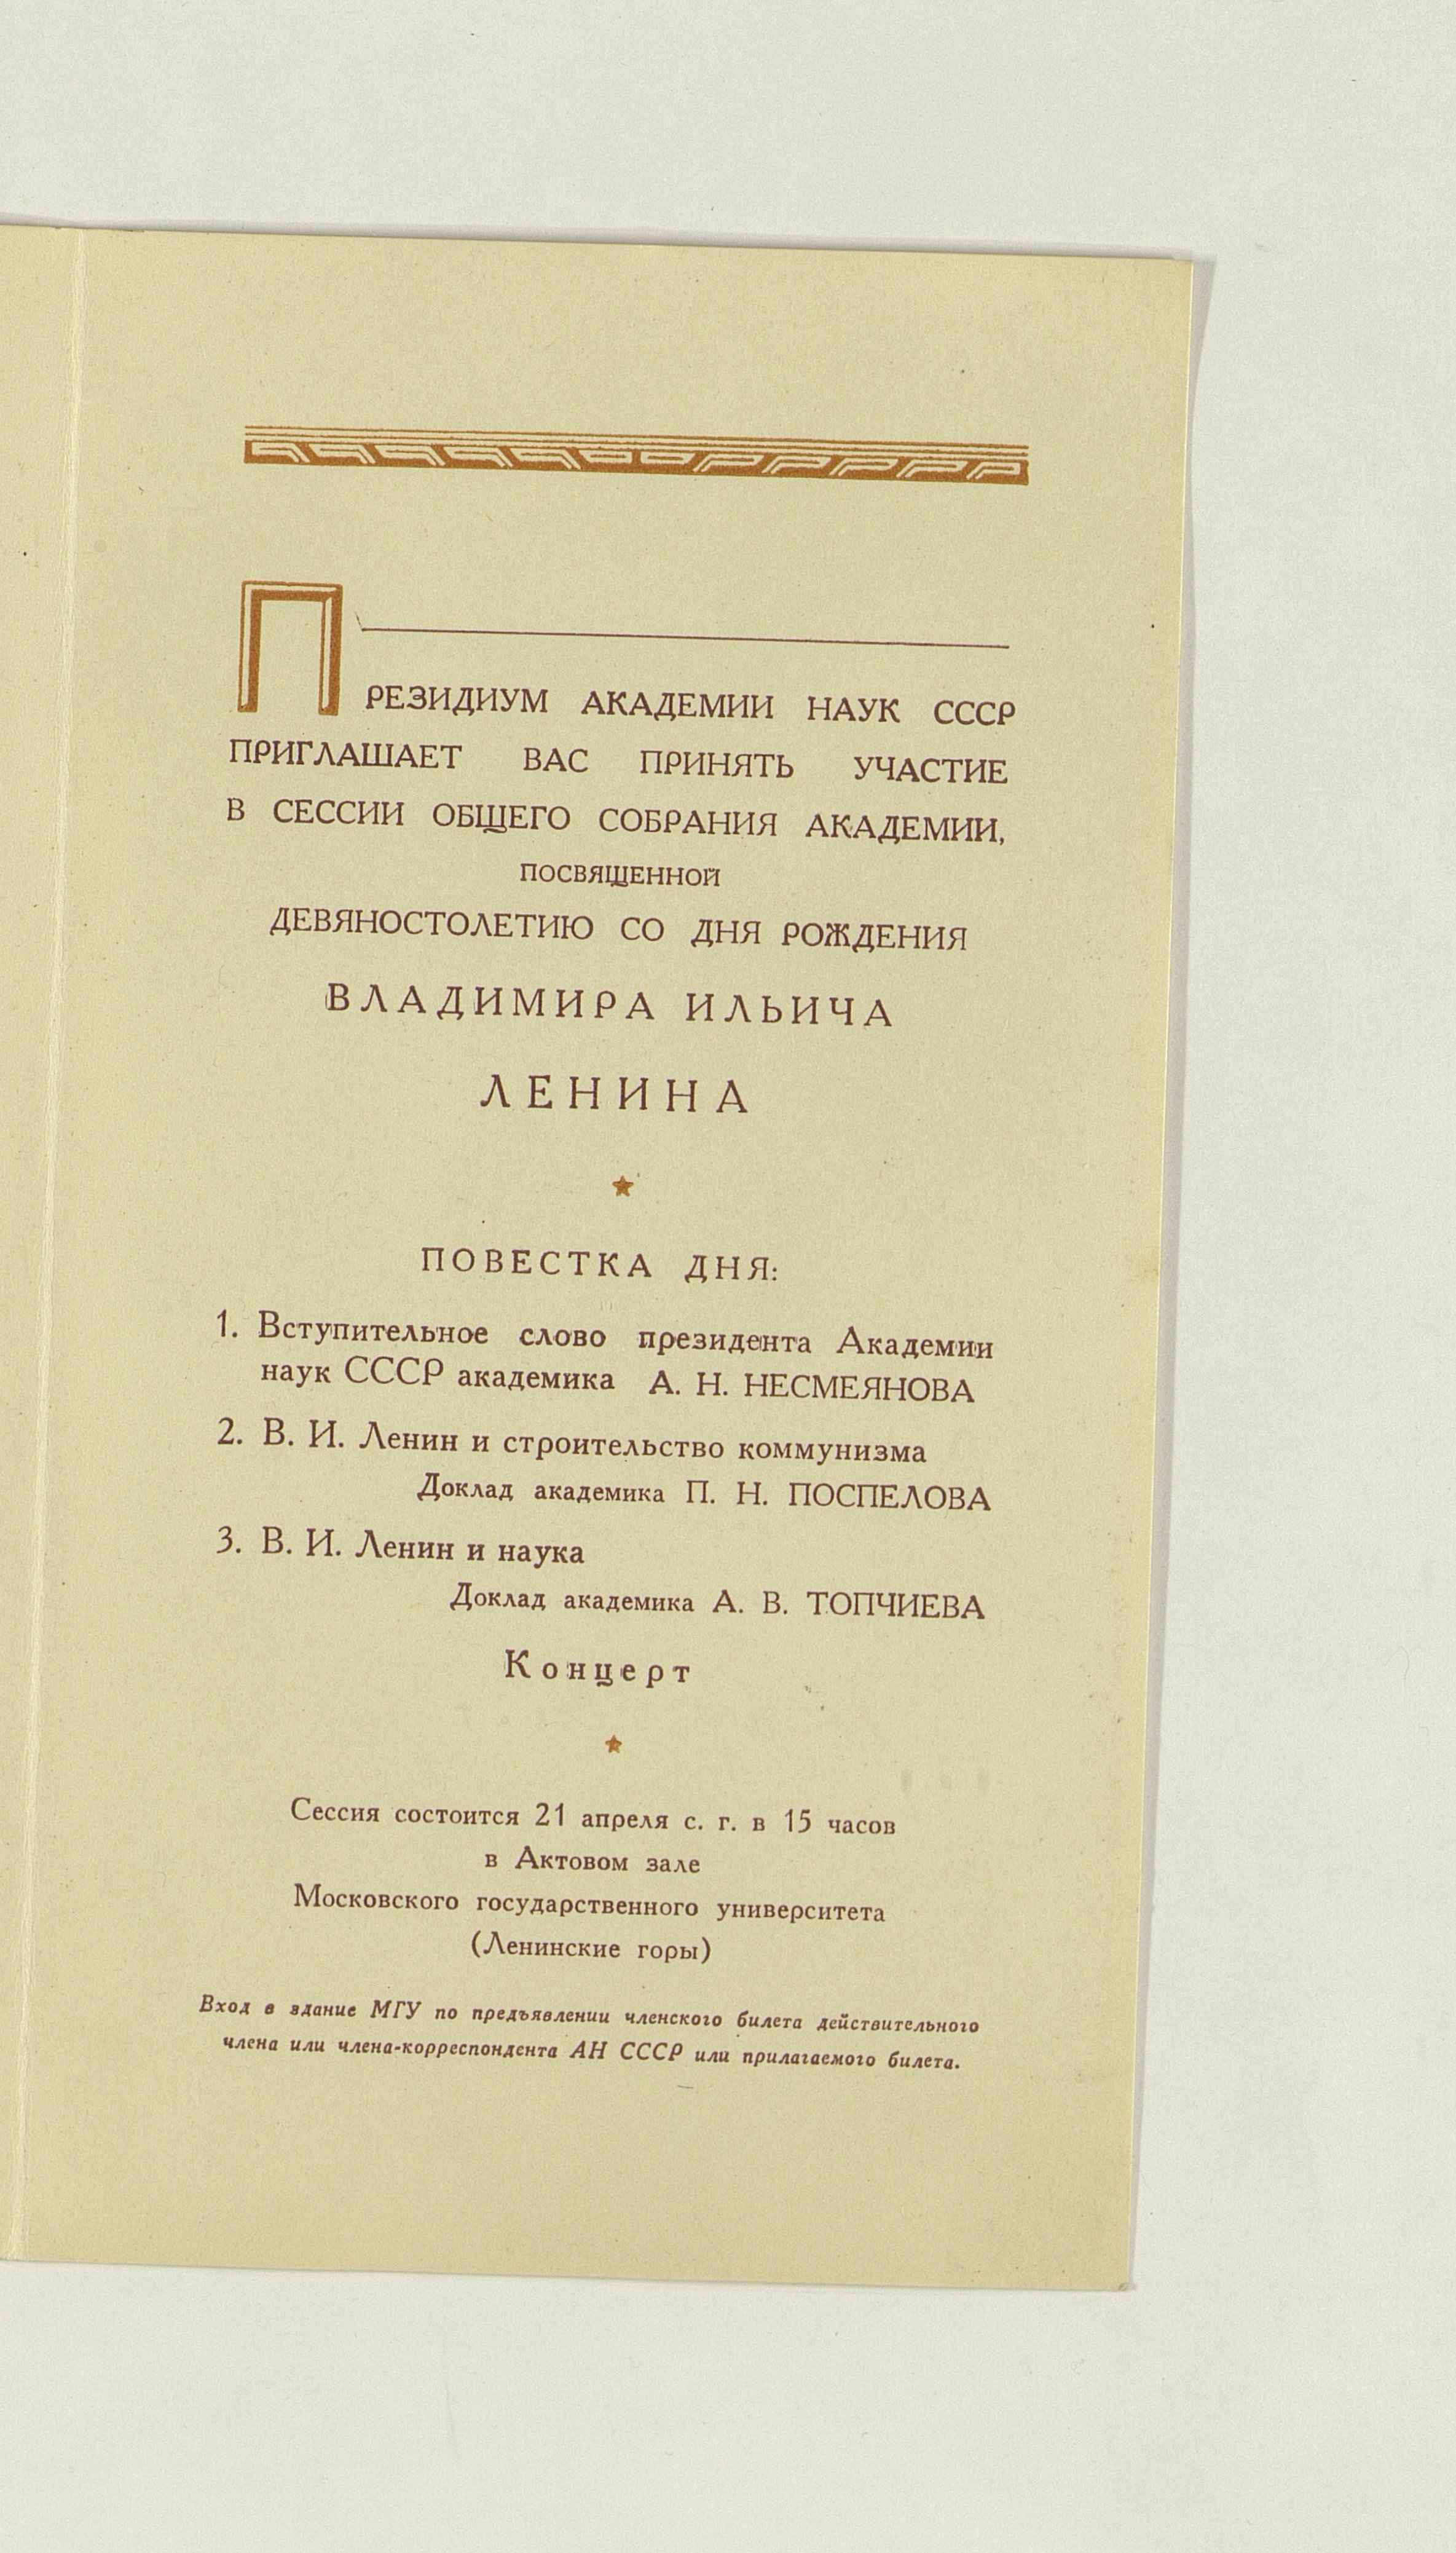 ПРЕЗИДИУМ АКАДЕМИИ НАУК СССР
ПРИГЛАШАЕТ ВАС ПРИНЯТЬ УЧАСТИЕ
В СЕССИИ ОБЩЕГО СОБРАНИЯ АКАДЕМИИ,
ПОСВЯЩЕННОЙ
ДЕВЯНОСТОЛЕТИЮ СО ДНЯ РОЖДЕНИЯ
ВЛАДИМИРА ИЛЬИЧА
ЛЕНИНА
ПОВЕСТКА ДНЯ:
1. Вступительное слово президента Академии
наук СССР академика А. Н. НЕСМЕЯНОВА
2. В. И. Ленин и строительство коммунизма
Доклад академика П. Н. ПОСПЕЛОВА
3. В. И. Ленин и наука
Доклад академика А. В. ТОПЧИЕВА
Концерт
Сессия состоится 21 апреля с. г. в 15 часов
в Актовом зале
Московского государственного университета
(Ленинские горы)
Вход в здание МГУ по предъявлении членского билета действительного
члена или члена-корреспондента АН СССР или прилагаемого билета.